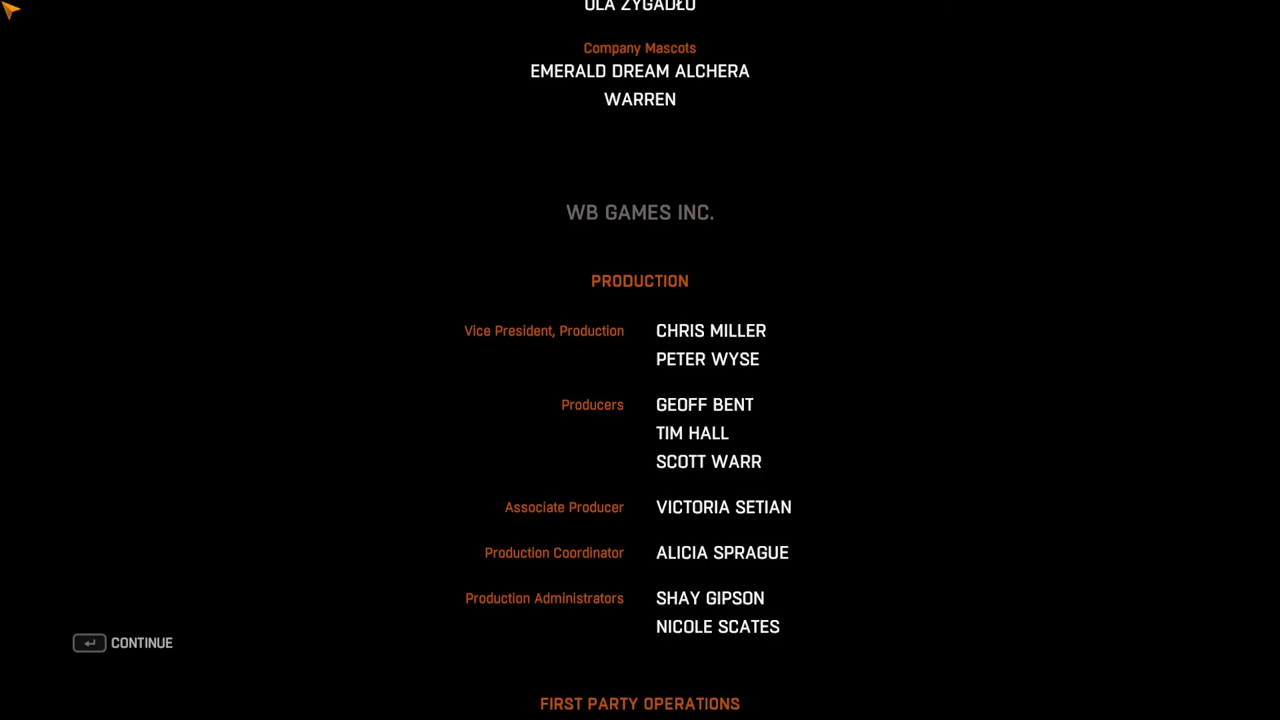 OLA ZYGADŁO
Company Mascots
EMERALD DREAM ALCHERA
WARREN
WB GAMES INC.
PRODUCTION
Vice President, Production CHRIS MILLER
PETER WYSE
Producers GEOFF BENT
TIM HALL
SCOTT WARR
Associate Producer VICTORIA SETIAN
Production Coordinator ALICIA SPRAGUE
Production Administrators SHAY GIPSON
NICOLE SCATES
CONTINUE
FIRST PARTY OPERATIONS